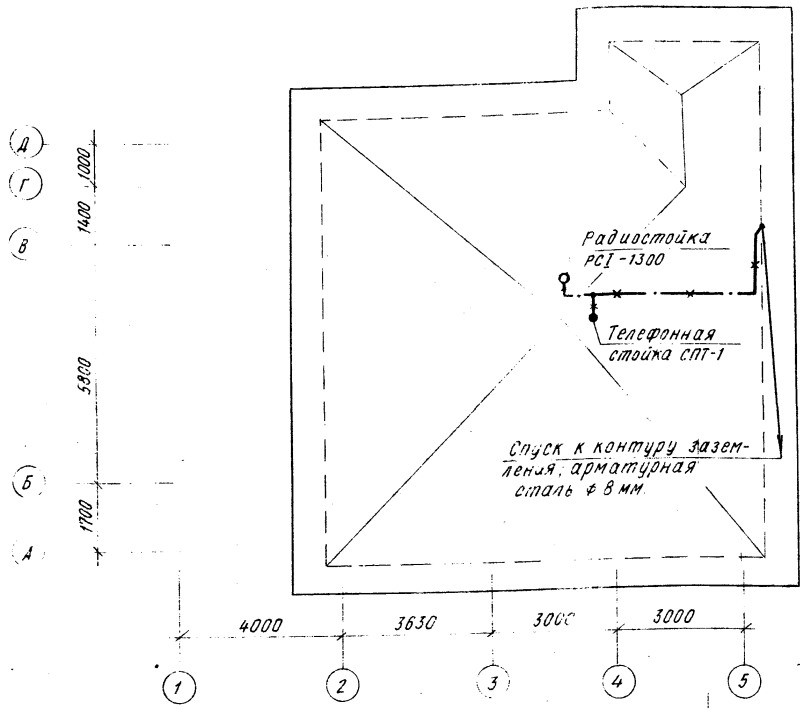 Д
Г
В
Б
А
1000
1400
5800
1700
Радиостойка
РСI-1300
Телефонная
стойка СПТ-1
Спуск к контуру зазем-
ления; арматурная
сталь ϕ 8 мм
4000
3630
3000
3000
1
2
3
4
5